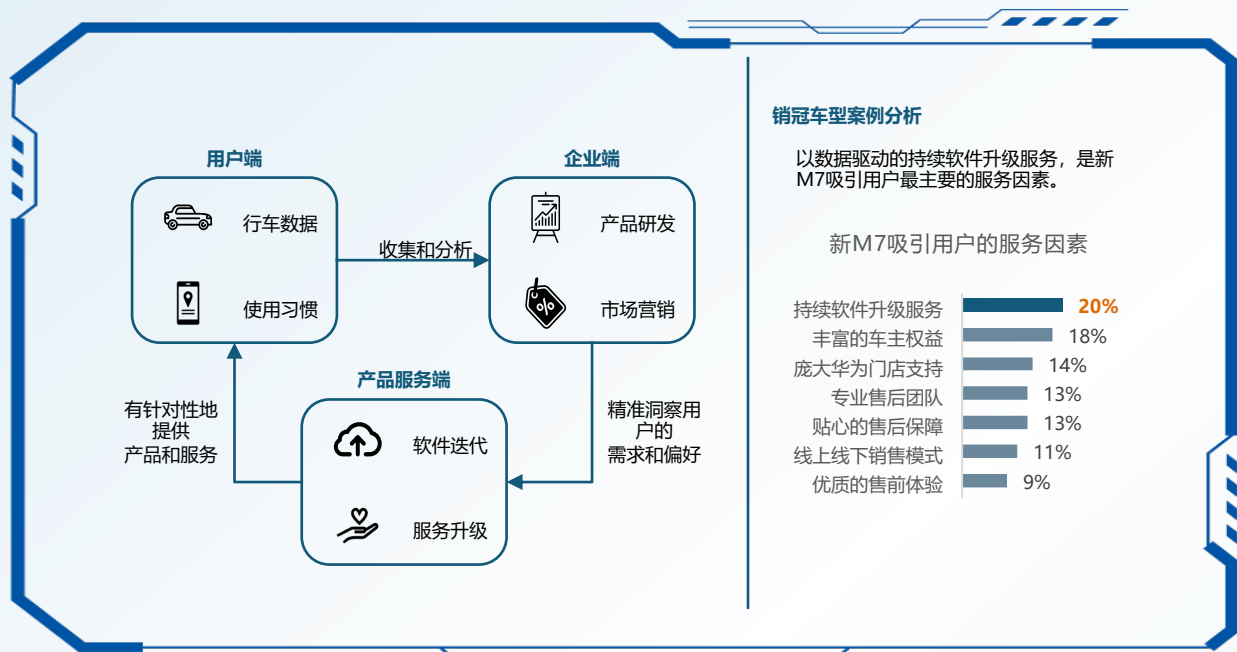 用户端
行车数据
使用习惯
收集和分析
企业端
产品研发
市场营销
有针对性地
提供
产品和服务
产品服务端
软件迭代
服务升级
精准洞察用
户的
需求和偏好
销冠车型案例分析
以数据驱动的持续软件升级服务，是新
M7吸引用户最主要的服务因素。
新M7吸引用户的服务因素
持续软件升级服务 20%
丰富的车主权益 18%
庞大华为门店支持 14%
专业售后团队 13%
贴心的售后保障 13%
线上线下销售模式 11%
优质的售前体验 9%